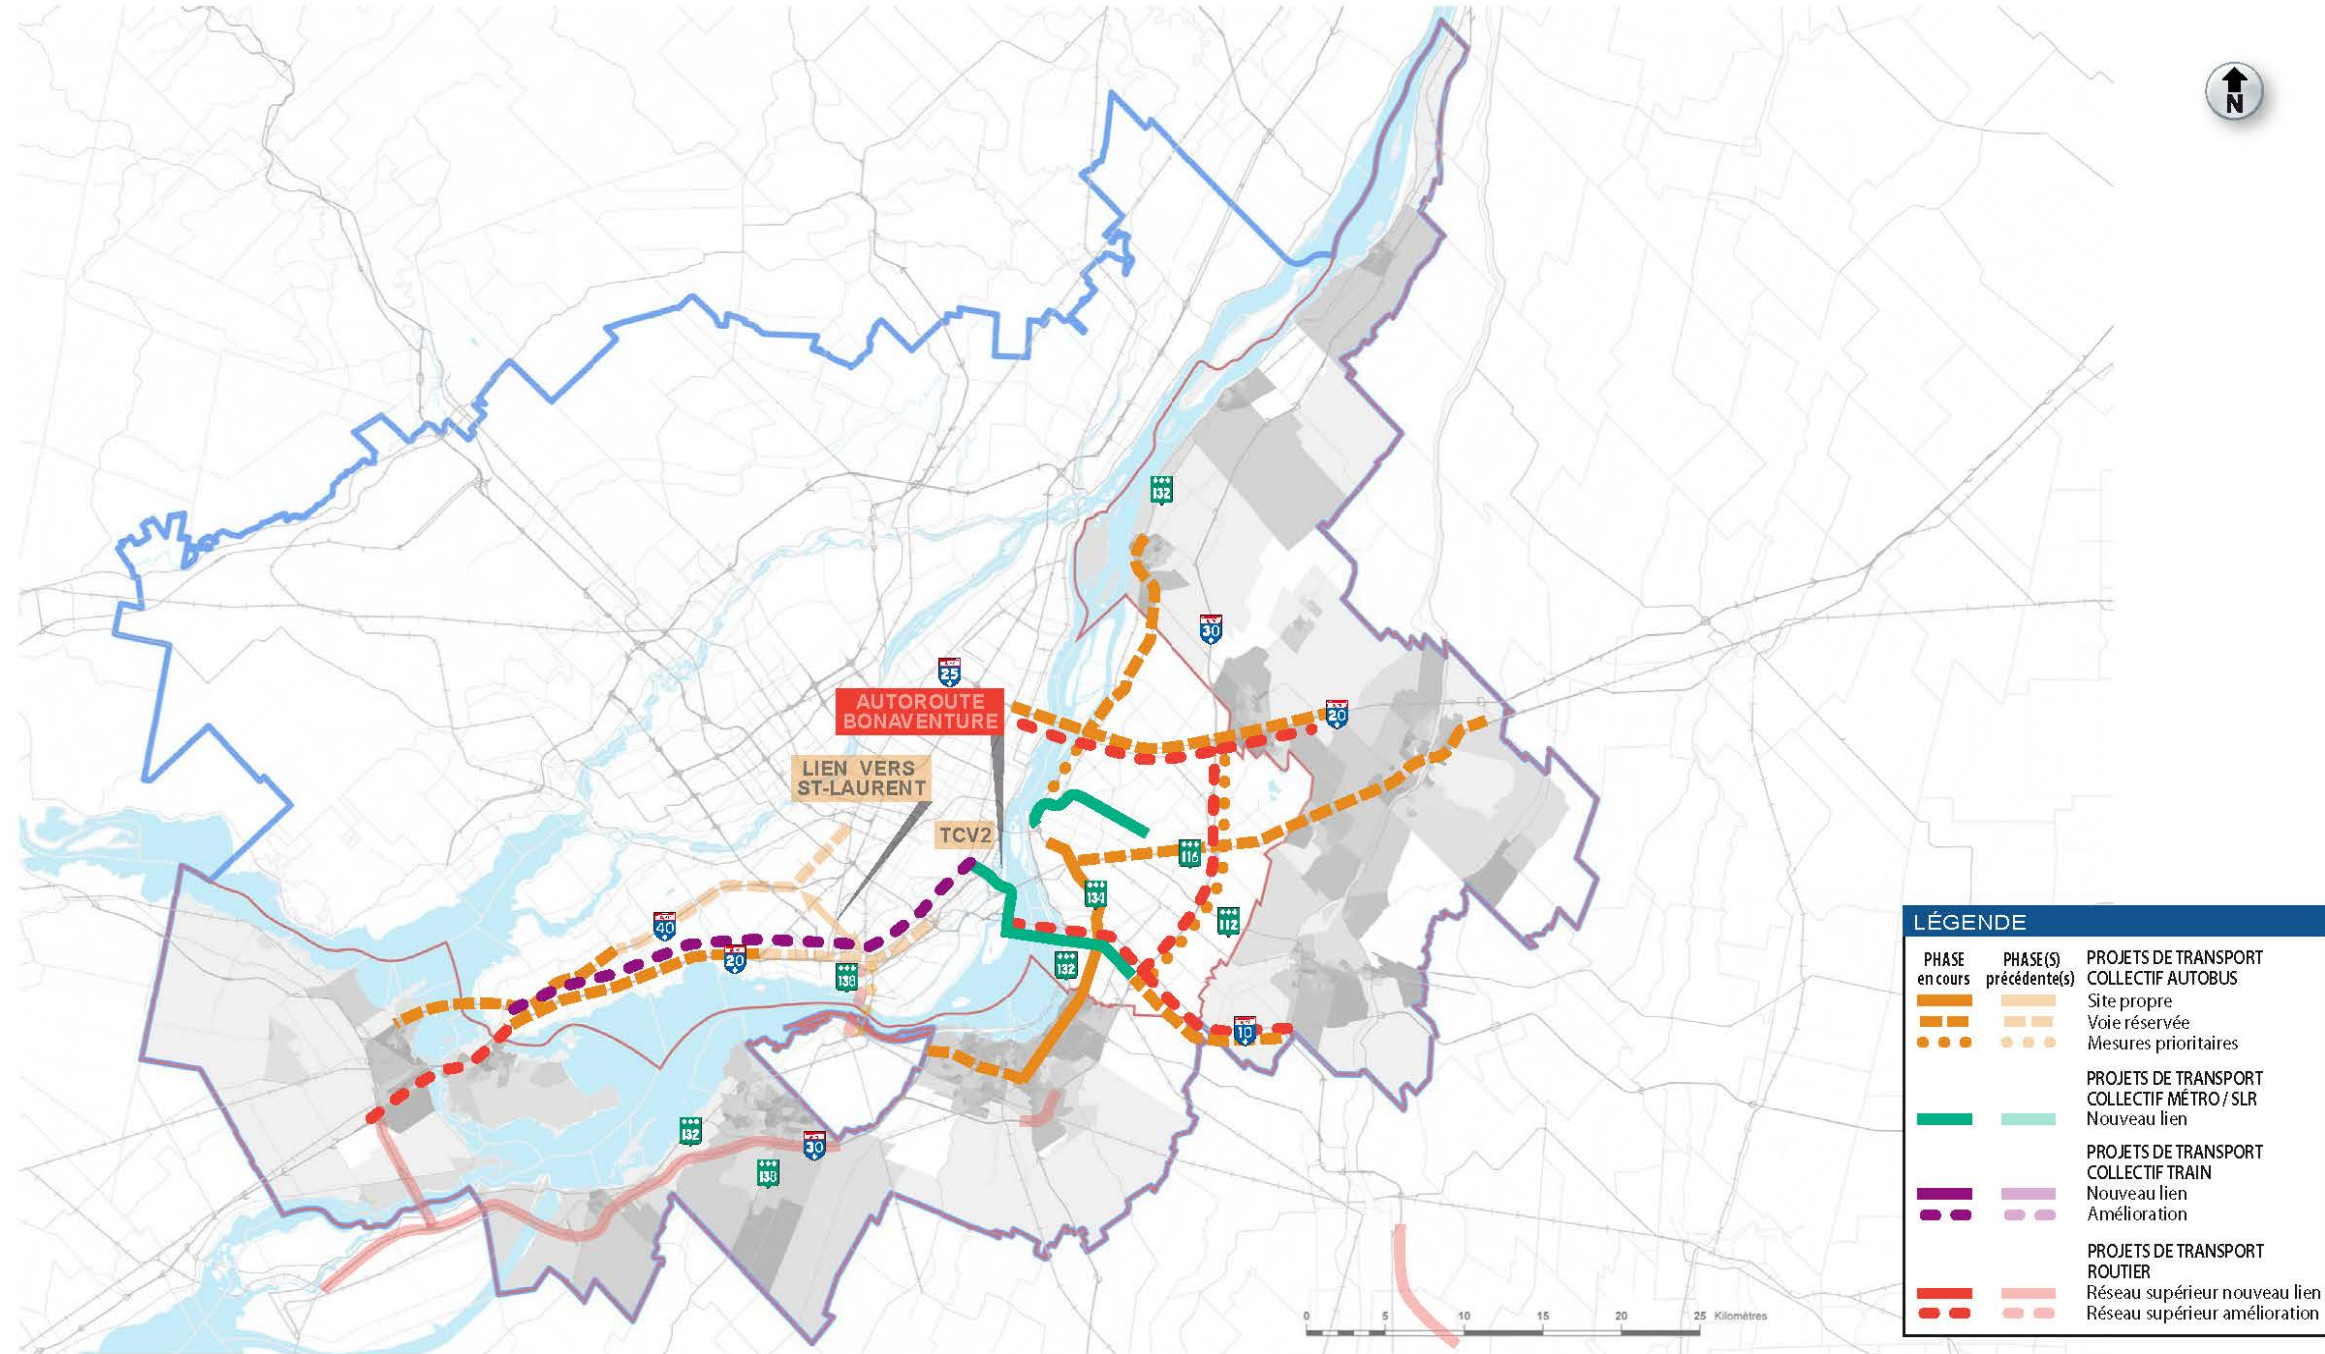 N
132
30
25
AUTOROUTE
BONAVENTURE
20
LIEN VERS
ST-LAURENT
TCV2
116
134
112
40
20
132
138
10
132
30
138
0 5 10 15 20 25 Kilomètres
LÉGENDE
PHASE
en cours
PHASE(S)
précédente(s)
PROJETS DE TRANSPORT
COLLECTIF AUTOBUS
Site propre
Voie réservée
Mesures prioritaires
PROJETS DE TRANSPORT
COLLECTIF MÉTRO / SLR
Nouveau lien
PROJETS DE TRANSPORT
COLLECTIF TRAIN
Nouveau lien
Amélioration
PROJETS DE TRANSPORT
ROUTIER
Réseau supérieur nouveau lien
Réseau supérieur amélioration